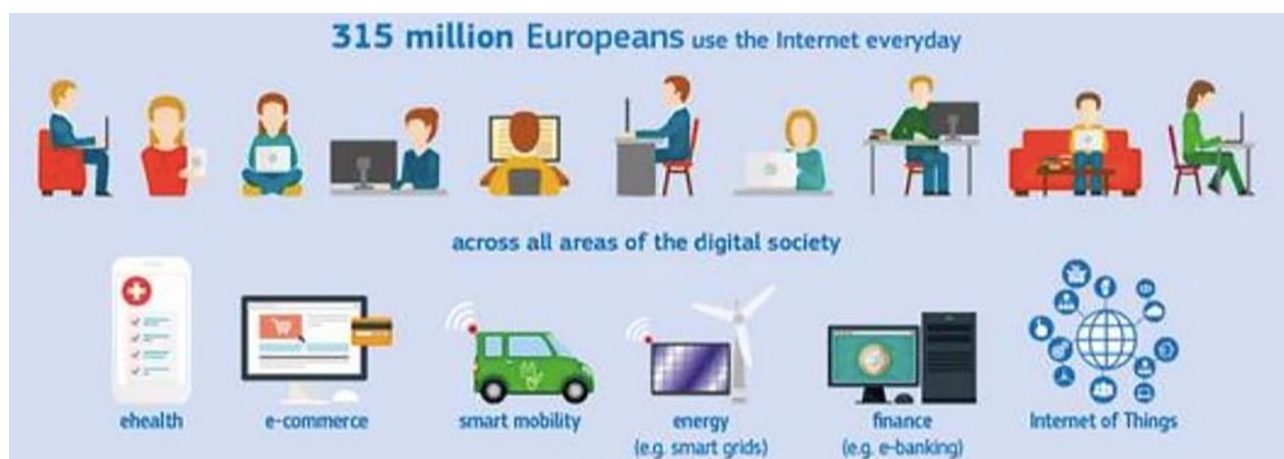 315 million Europeans use the Internet everyday
across all areas of the digital society
ehealth
e-commerce
smart mobility
energy
(e.g. smart grids)
finance
(e.g. e-banking)
Internet of Things